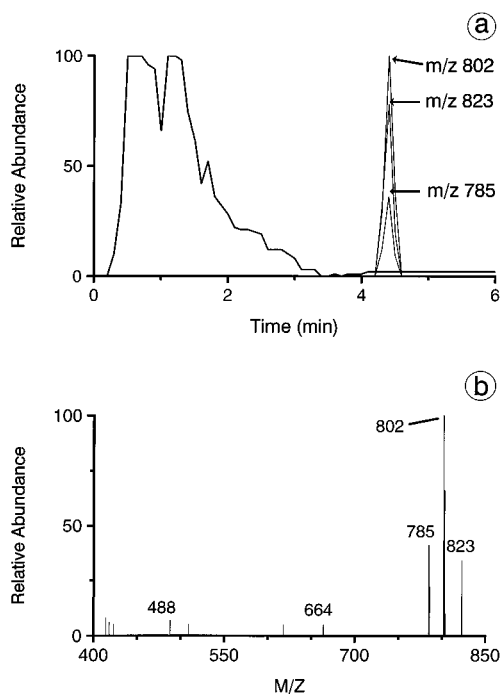 a
100
50
0
Relative Abundance
m/z 802
m/z 823
m/z 785
0 2 4 6
Time (min)
b
100
50
0
Relative Abundance
802
785
823
488
664
400 550 700 850
M/Z